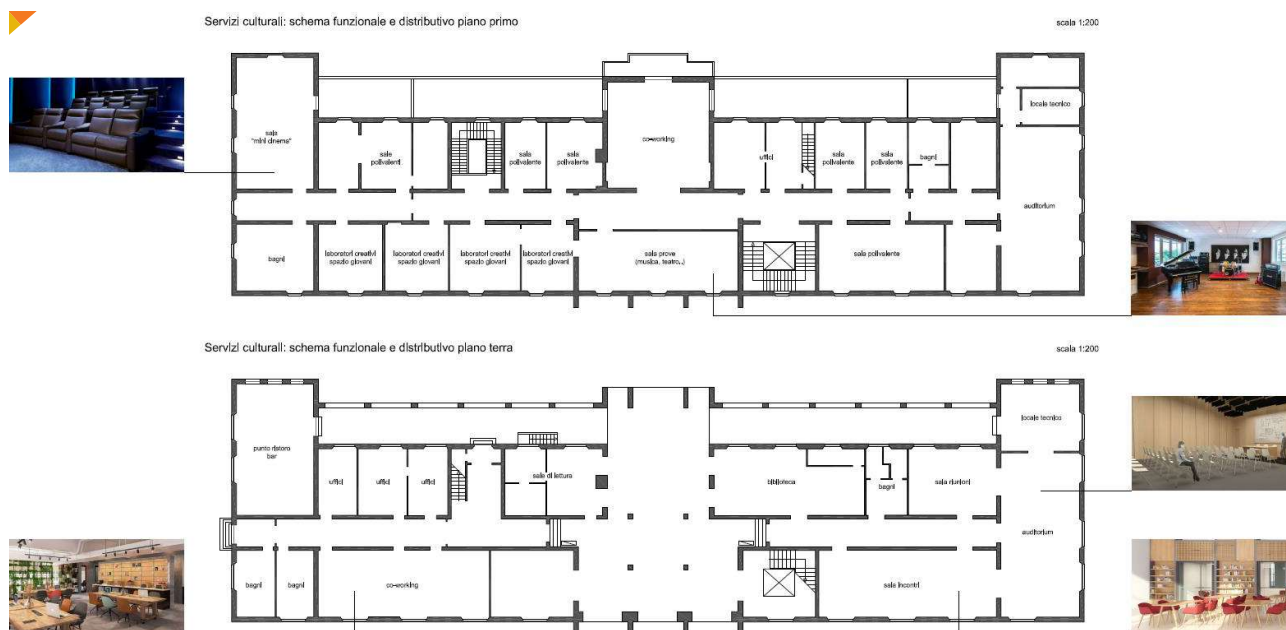 Servizi culturali: schema funzionale e distributivo piano primo
scala 1:200
sala
"mini cinema"
sale
polivalenti
sala
polivalente
sala
polivalente
co-working
uffici
sala
polivalente
sala
polivalente
bagni
locale tecnico
auditorium
bagni
laboratori creativi
spazio giovani
laboratori creativi
spazio giovani
laboratori creativi
spazio giovani
laboratori creativi
spazio giovani
sala prove
(musica, teatro,..)
sala polivalente
Servizi culturali: schema funzionale e distributivo piano terra
scala 1:200
punto ristoro
bar
uffici
uffici
uffici
sale di lettura
biblioteca
bagni
sala riunioni
locale tecnico
auditorium
bagni
bagni
co-working
sala incontri